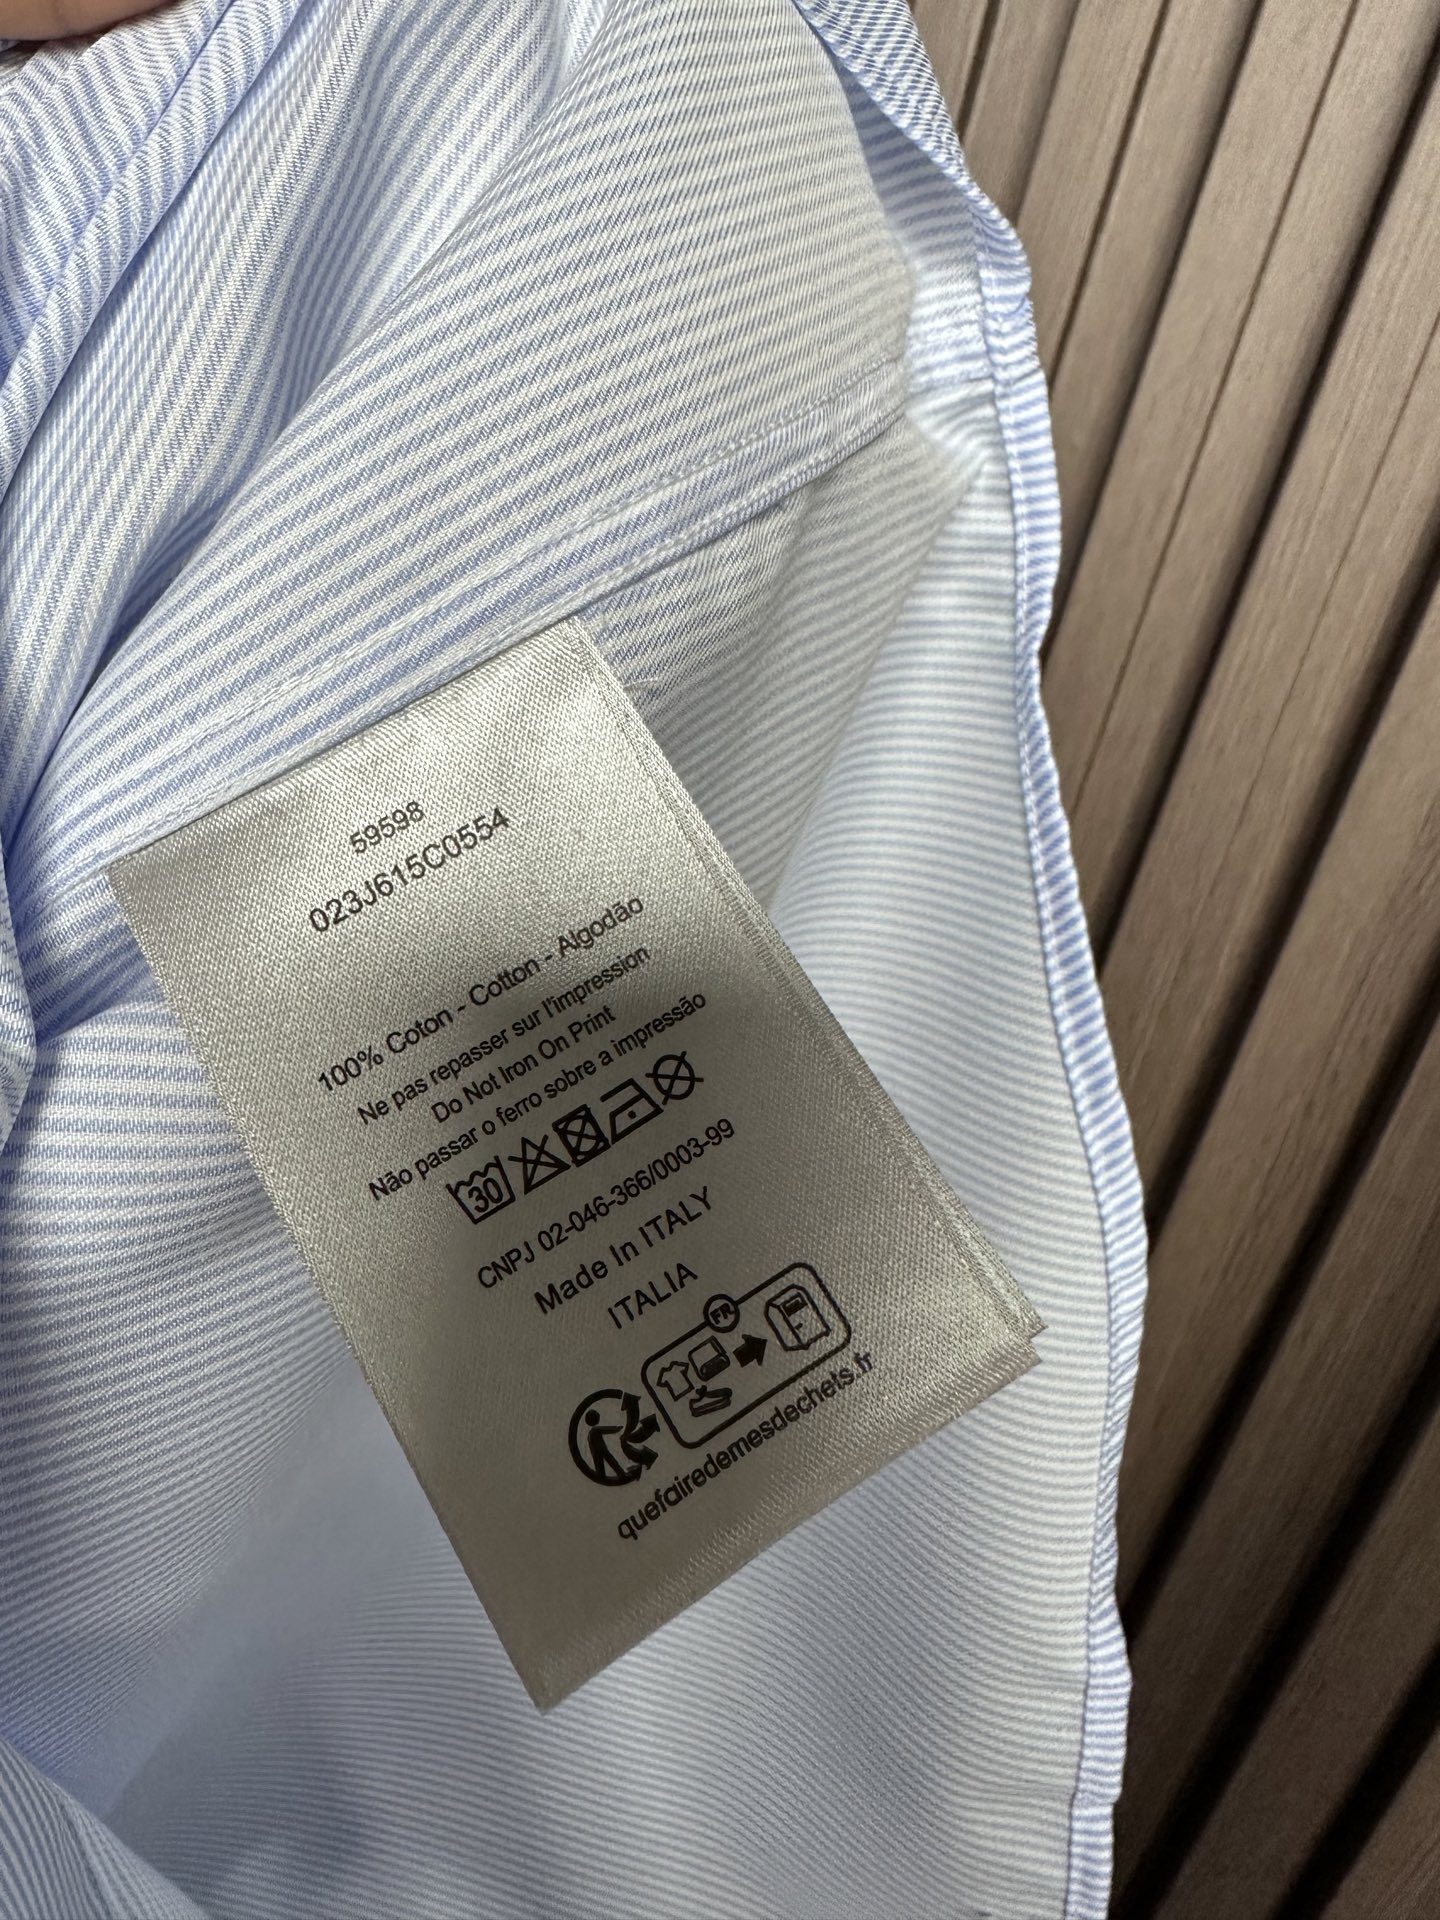 59598
023J615C0554
100% Coton - Cotton - Algodão
Ne pas repasser sur l'impression
Do Not Iron On Print
Não passar o ferro sobre a impressão
30
CNPJ 02-046-366/0003-99
Made In ITALY
ITALIA
FR
quefairedemesdechets.fr